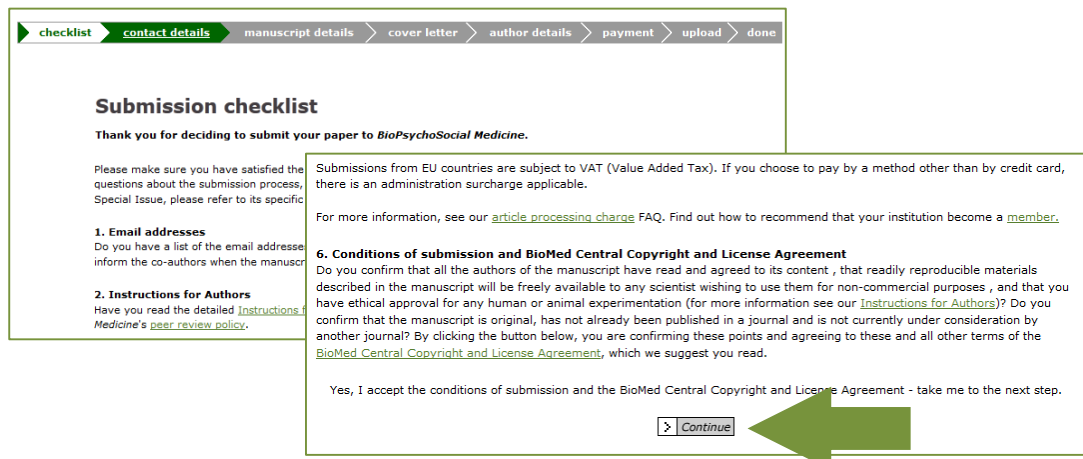 checklist contact details manuscript details cover letter author details payment upload done
Submission checklist
Thank you for deciding to submit your paper to BioPsychoSocial Medicine.
Please make sure you have satisfied the
questions about the submission process,
Special Issue, please refer to its specific
1. Email addresses
Do you have a list of the email addresses
inform the co-authors when the manuscr
2. Instructions for Authors
Have you read the detailed Instructions f
Medicine's peer review policy.
Submissions from EU countries are subject to VAT (Value Added Tax). If you choose to pay by a method other than by credit card,
there is an administration surcharge applicable.
For more information, see our article processing charge FAQ. Find out how to recommend that your institution become a member.
6. Conditions of submission and BioMed Central Copyright and License Agreement
Do you confirm that all the authors of the manuscript have read and agreed to its content , that readily reproducible materials
described in the manuscript will be freely available to any scientist wishing to use them for non-commercial purposes , and that you
have ethical approval for any human or animal experimentation (for more information see our Instructions for Authors)? Do you
confirm that the manuscript is original, has not already been published in a journal and is not currently under consideration by
another journal? By clicking the button below, you are confirming these points and agreeing to these and all other terms of the
BioMed Central Copyright and License Agreement, which we suggest you read.
Yes, I accept the conditions of submission and the BioMed Central Copyright and License Agreement - take me to the next step.
Continue